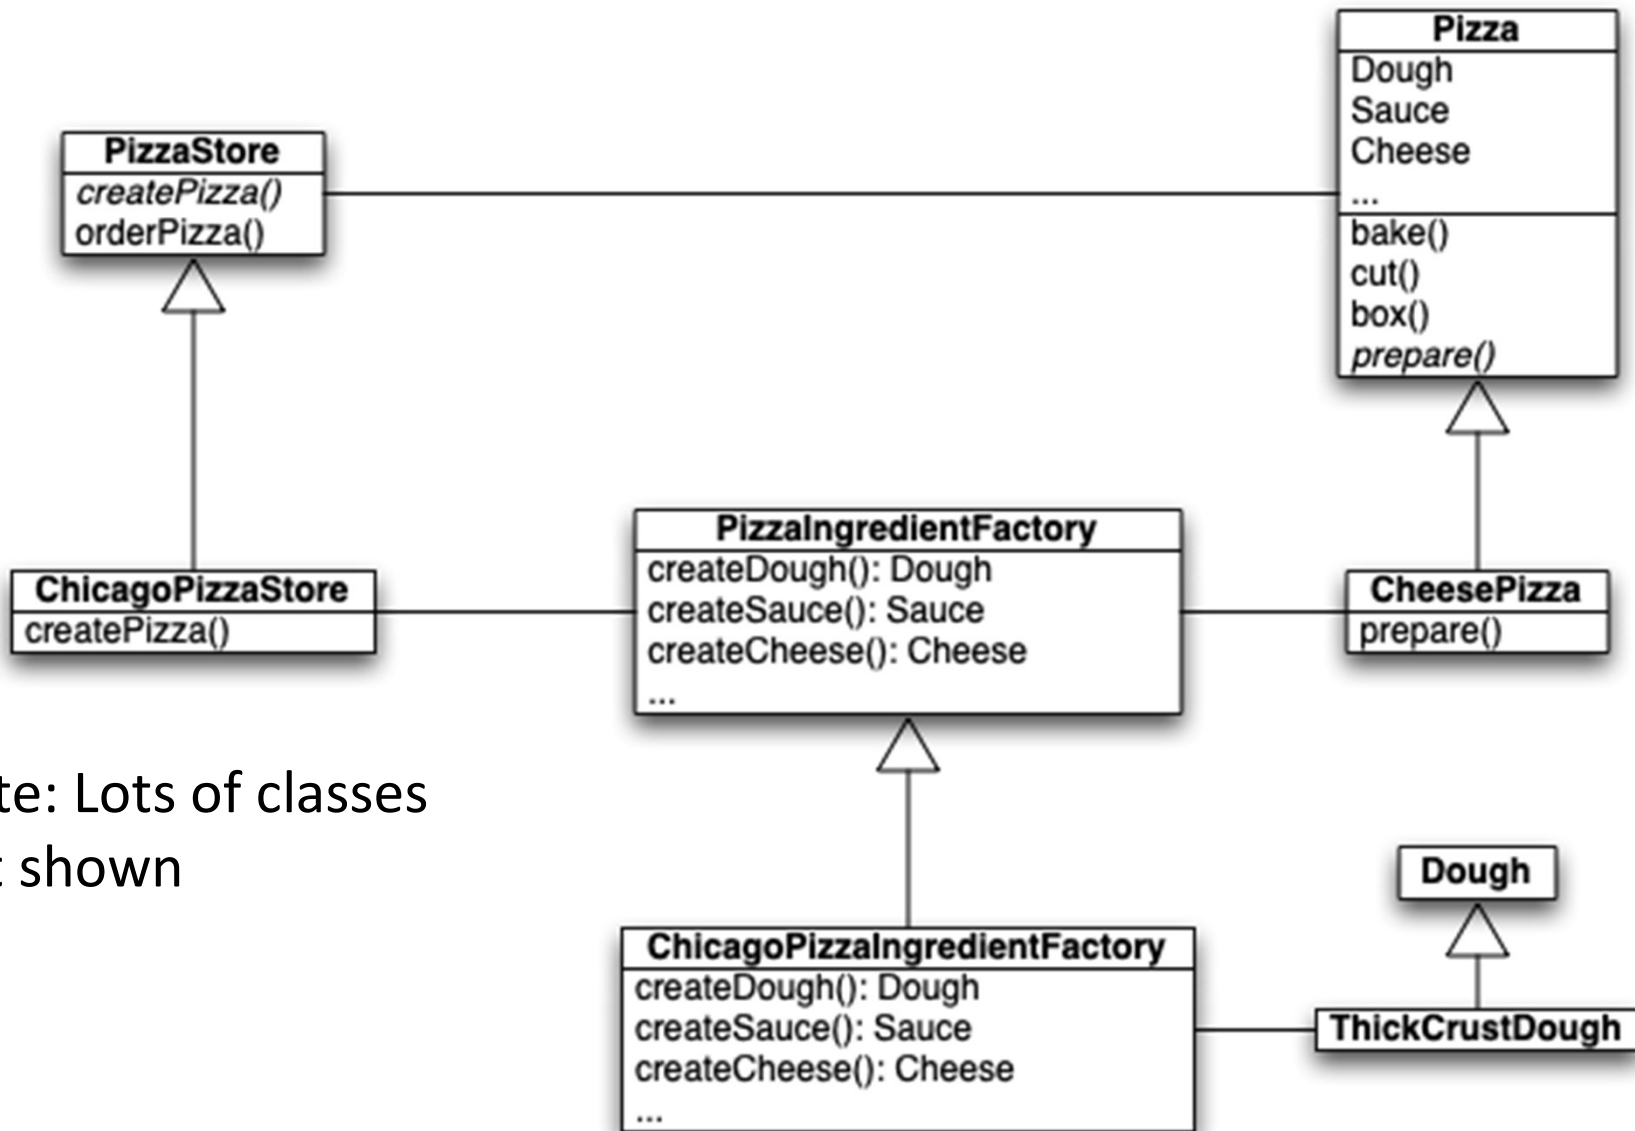 Pizza
Dough
Sauce
Cheese
...
bake()
cut()
box()
prepare()
PizzaStore
createPizza()
orderPizza()
ChicagoPizzaStore
createPizza()
PizzaIngredientFactory
createDough(): Dough
createSauce(): Sauce
createCheese(): Cheese
...
CheesePizza
prepare()
te: Lots of classes
t shown
Dough
ChicagoPizzaIngredientFactory
createDough(): Dough
createSauce(): Sauce
createCheese(): Cheese
...
ThickCrustDough